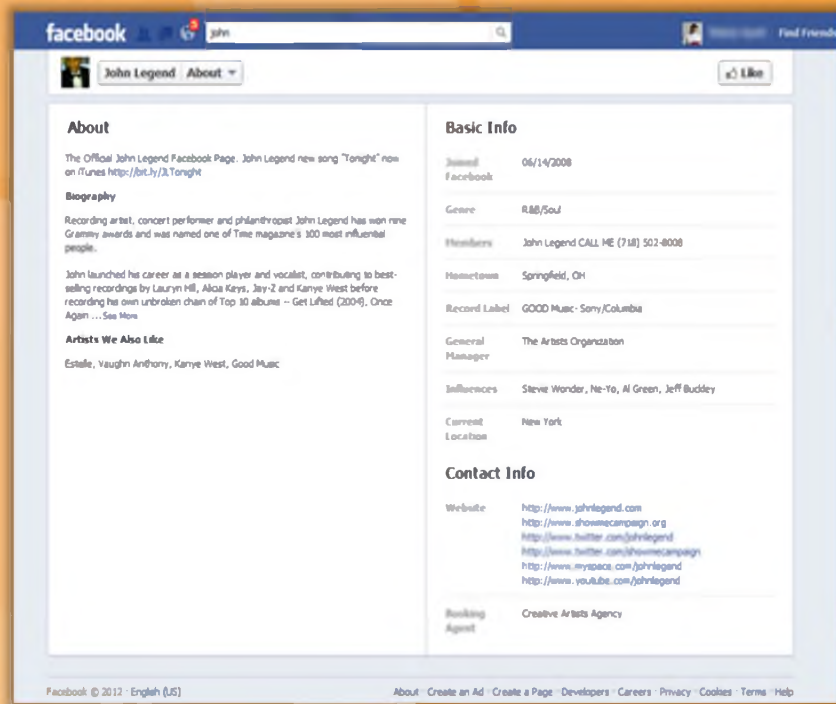 facebook
3
john
Find Friends
John Legend About
Like
About
The Official John Legend Facebook Page. John Legend new song "Tonight" now
on iTunes http://bit.ly/JLTonight
Biography
Recording artist, concert performer and philanthropist John Legend has won nine
Grammy awards and was named one of Time magazine's 100 most influential
people.
John launched his career as a session player and vocalist, contributing to best-
selling recordings by Lauryn Hill, Alicia Keys, Jay-Z and Kanye West before
recording his own unbroken chain of Top 10 albums -- Get Lifted (2004), Once
Again ... See More
Artists We Also Like
Estelle, Vaughn Anthony, Kanye West, Good Music
Basic Info
Joined Facebook 06/14/2008
Genre R&B/Soul
Members John Legend CALL ME (718) 502-8008
Hometown Springfield, OH
Record Label GOOD Music - Sony/Columbia
General Manager The Artists Organization
Influences Stevie Wonder, Ne-Yo, Al Green, Jeff Buckley
Current Location New York
Contact Info
Website http://www.johnlegend.com
http://www.showmecampaign.org
http://www.twitter.com/johnlegend
http://www.twitter.com/showmecampaign
http://www.myspace.com/johnlegend
http://www.youtube.com/johnlegend
Booking Agent Creative Artists Agency
Facebook © 2012 · English (US)
About · Create an Ad · Create a Page · Developers · Careers · Privacy · Cookies · Terms · Help